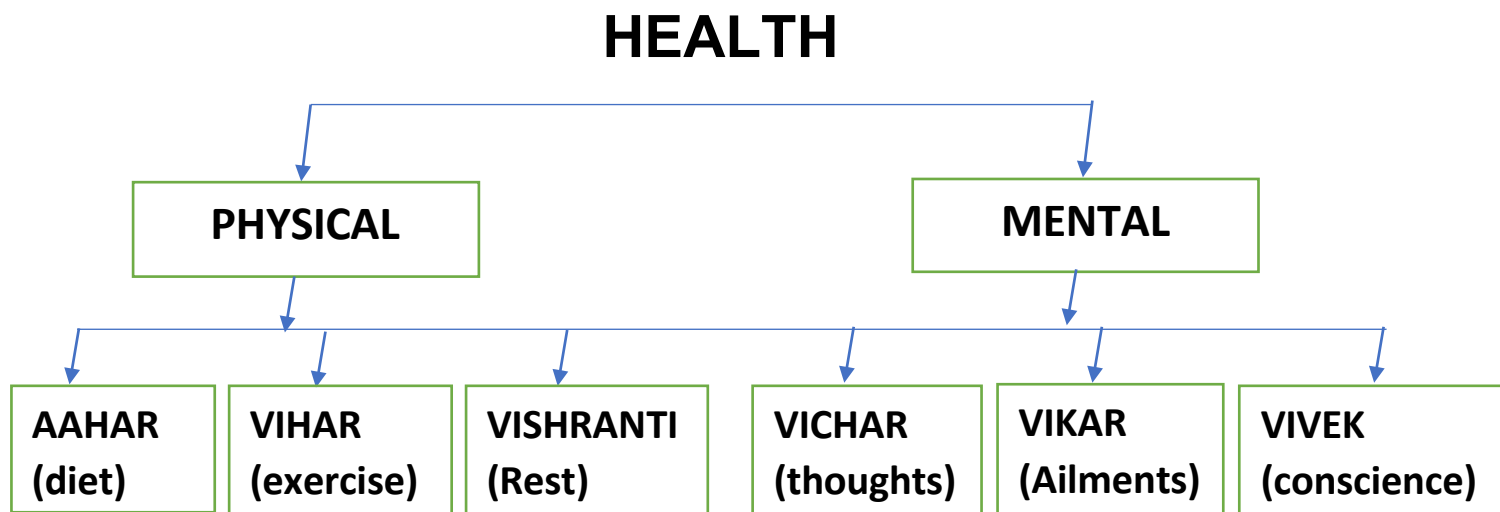 HEALTH
PHYSICAL
MENTAL
AAHAR
(diet)
VIHAR
(exercise)
VISHRANTI
(Rest)
VICHAR
(thoughts)
VIKAR
(Ailments)
VIVEK
(conscience)